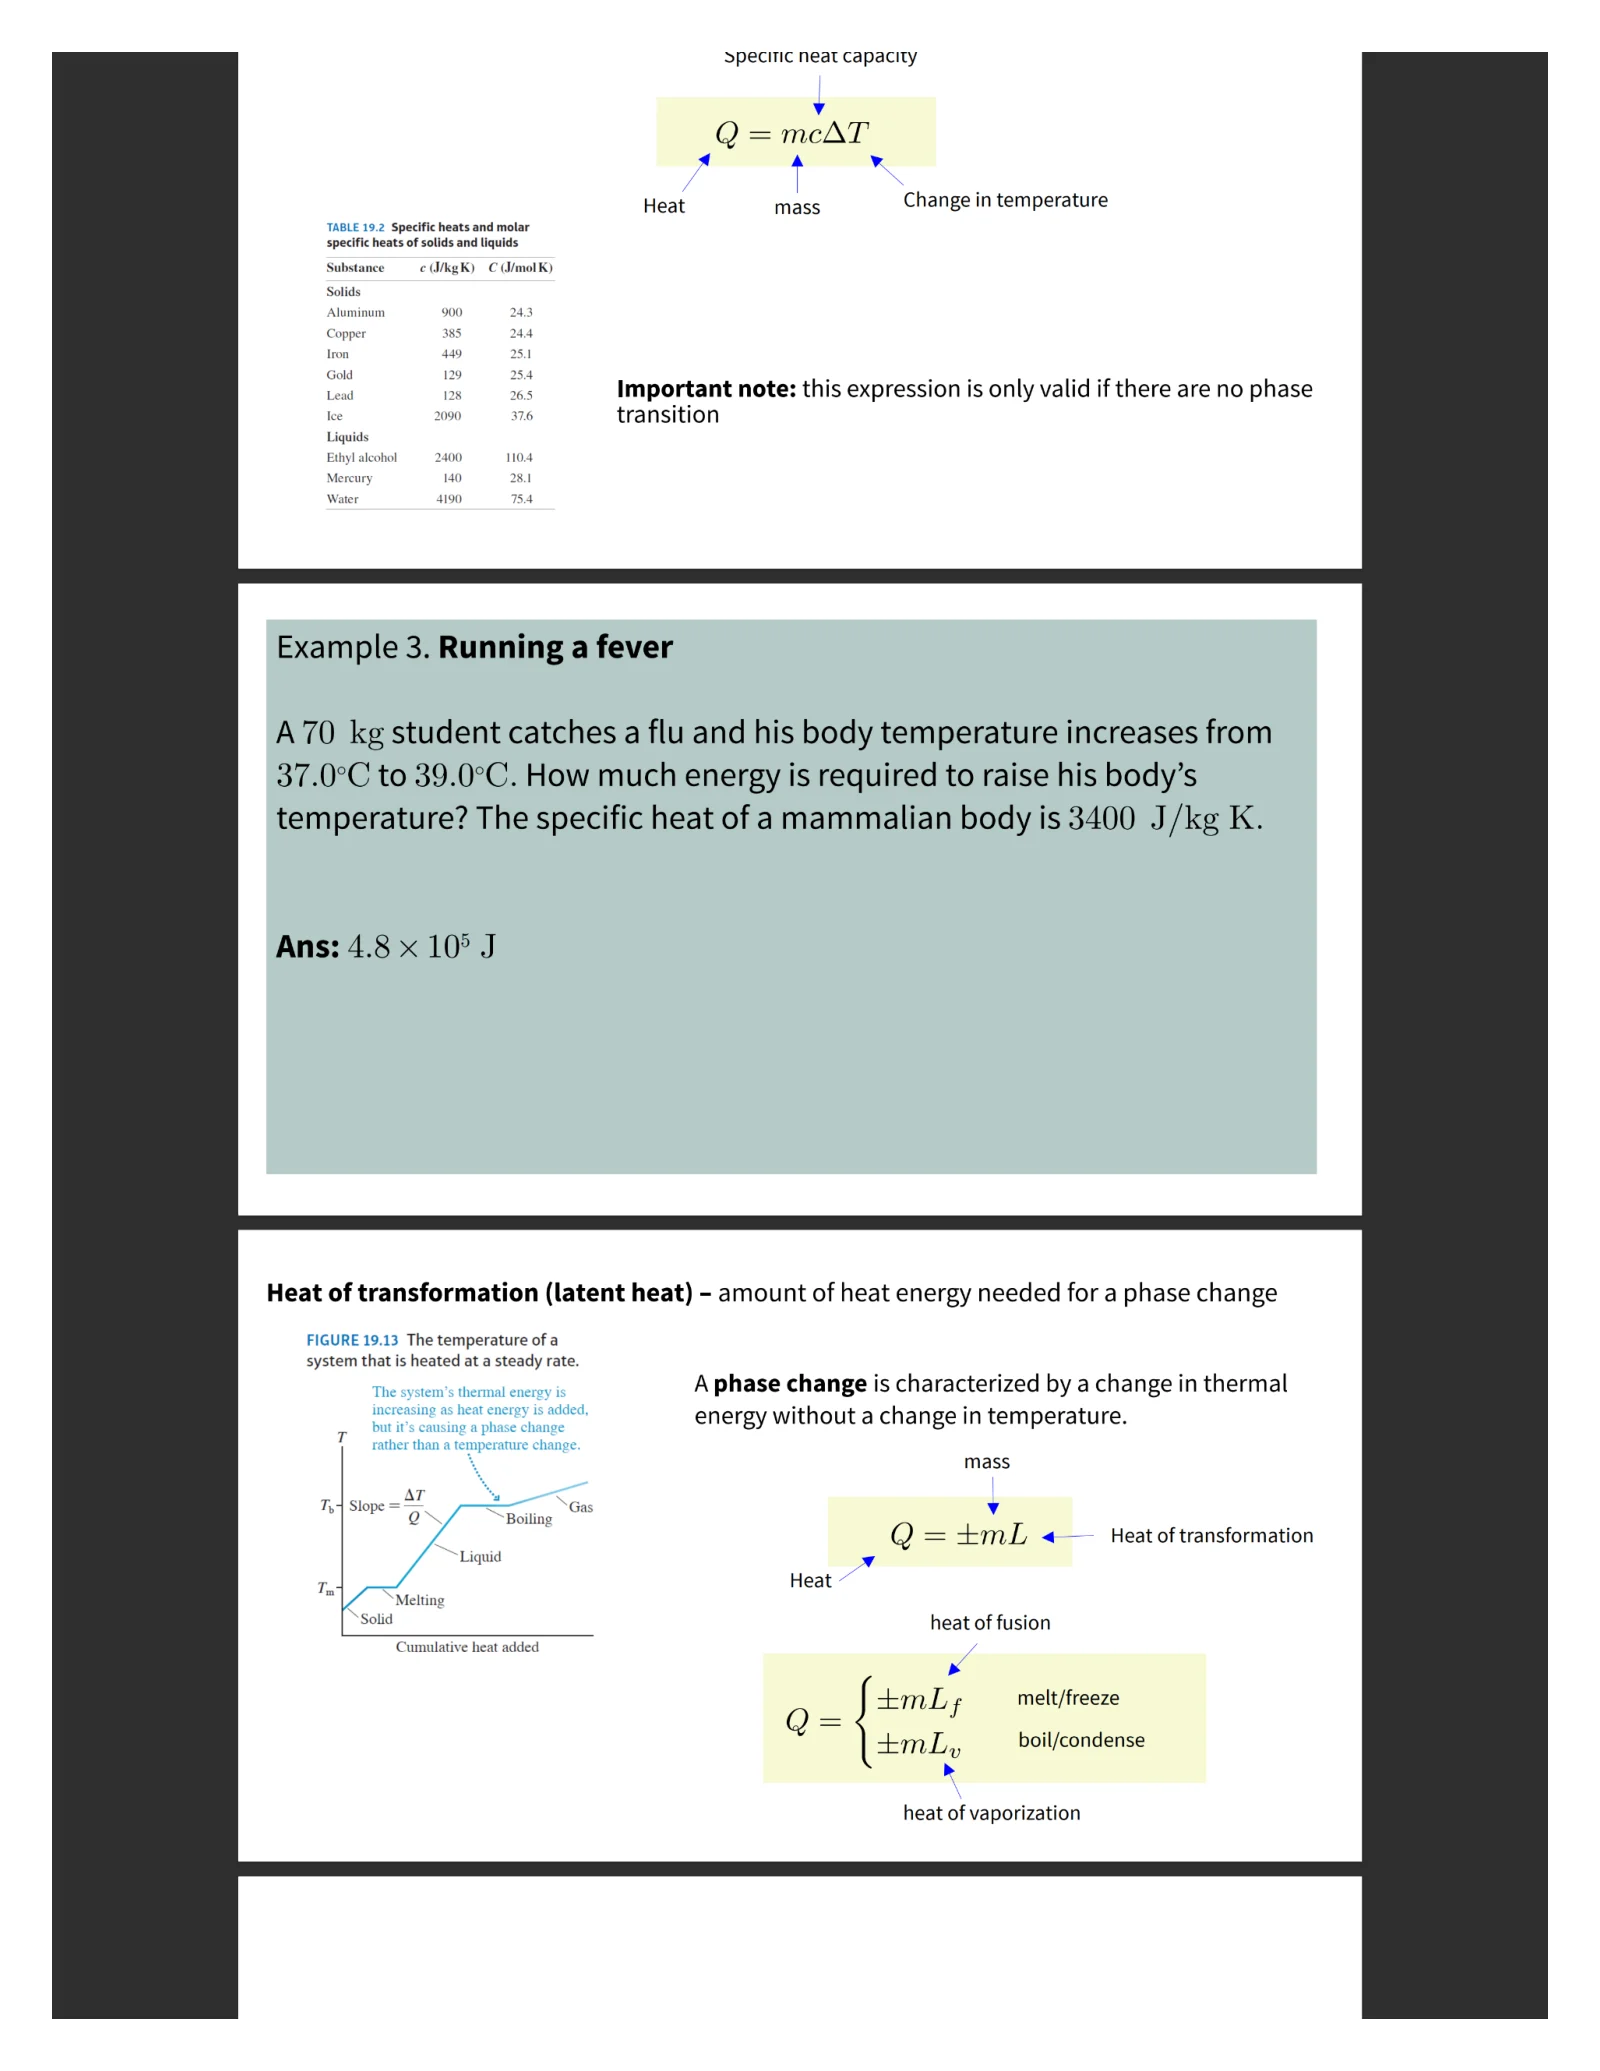 Specific heat capacity
Q = mcΔT
Heat
mass
Change in temperature
TABLE 19.2 Specific heats and molar
specific heats of solids and liquids
Substance c (J/kg K) C (J/mol K)
Solids
Aluminum 900 24.3
Copper 385 24.4
Iron 449 25.1
Gold 129 25.4
Lead 128 26.5
Ice 2090 37.6
Liquids
Ethyl alcohol 2400 110.4
Mercury 140 28.1
Water 4190 75.4
Important note: this expression is only valid if there are no phase
transition
Example 3. Running a fever
A 70 kg student catches a flu and his body temperature increases from
37.0°C to 39.0°C. How much energy is required to raise his body’s
temperature? The specific heat of a mammalian body is 3400 J/kg K.
Ans: 4.8 × 10⁵ J
Heat of transformation (latent heat) – amount of heat energy needed for a phase change
FIGURE 19.13 The temperature of a
system that is heated at a steady rate.
The system’s thermal energy is
increasing as heat energy is added,
but it’s causing a phase change
rather than a temperature change.
T
T_b
Slope = ΔT/Q
Boiling
Gas
Liquid
T_m
Melting
Solid
Cumulative heat added
A phase change is characterized by a change in thermal
energy without a change in temperature.
mass
Q = ±mL
Heat of transformation
Heat
heat of fusion
Q = { ±mL_f melt/freeze
±mL_v boil/condense
heat of vaporization